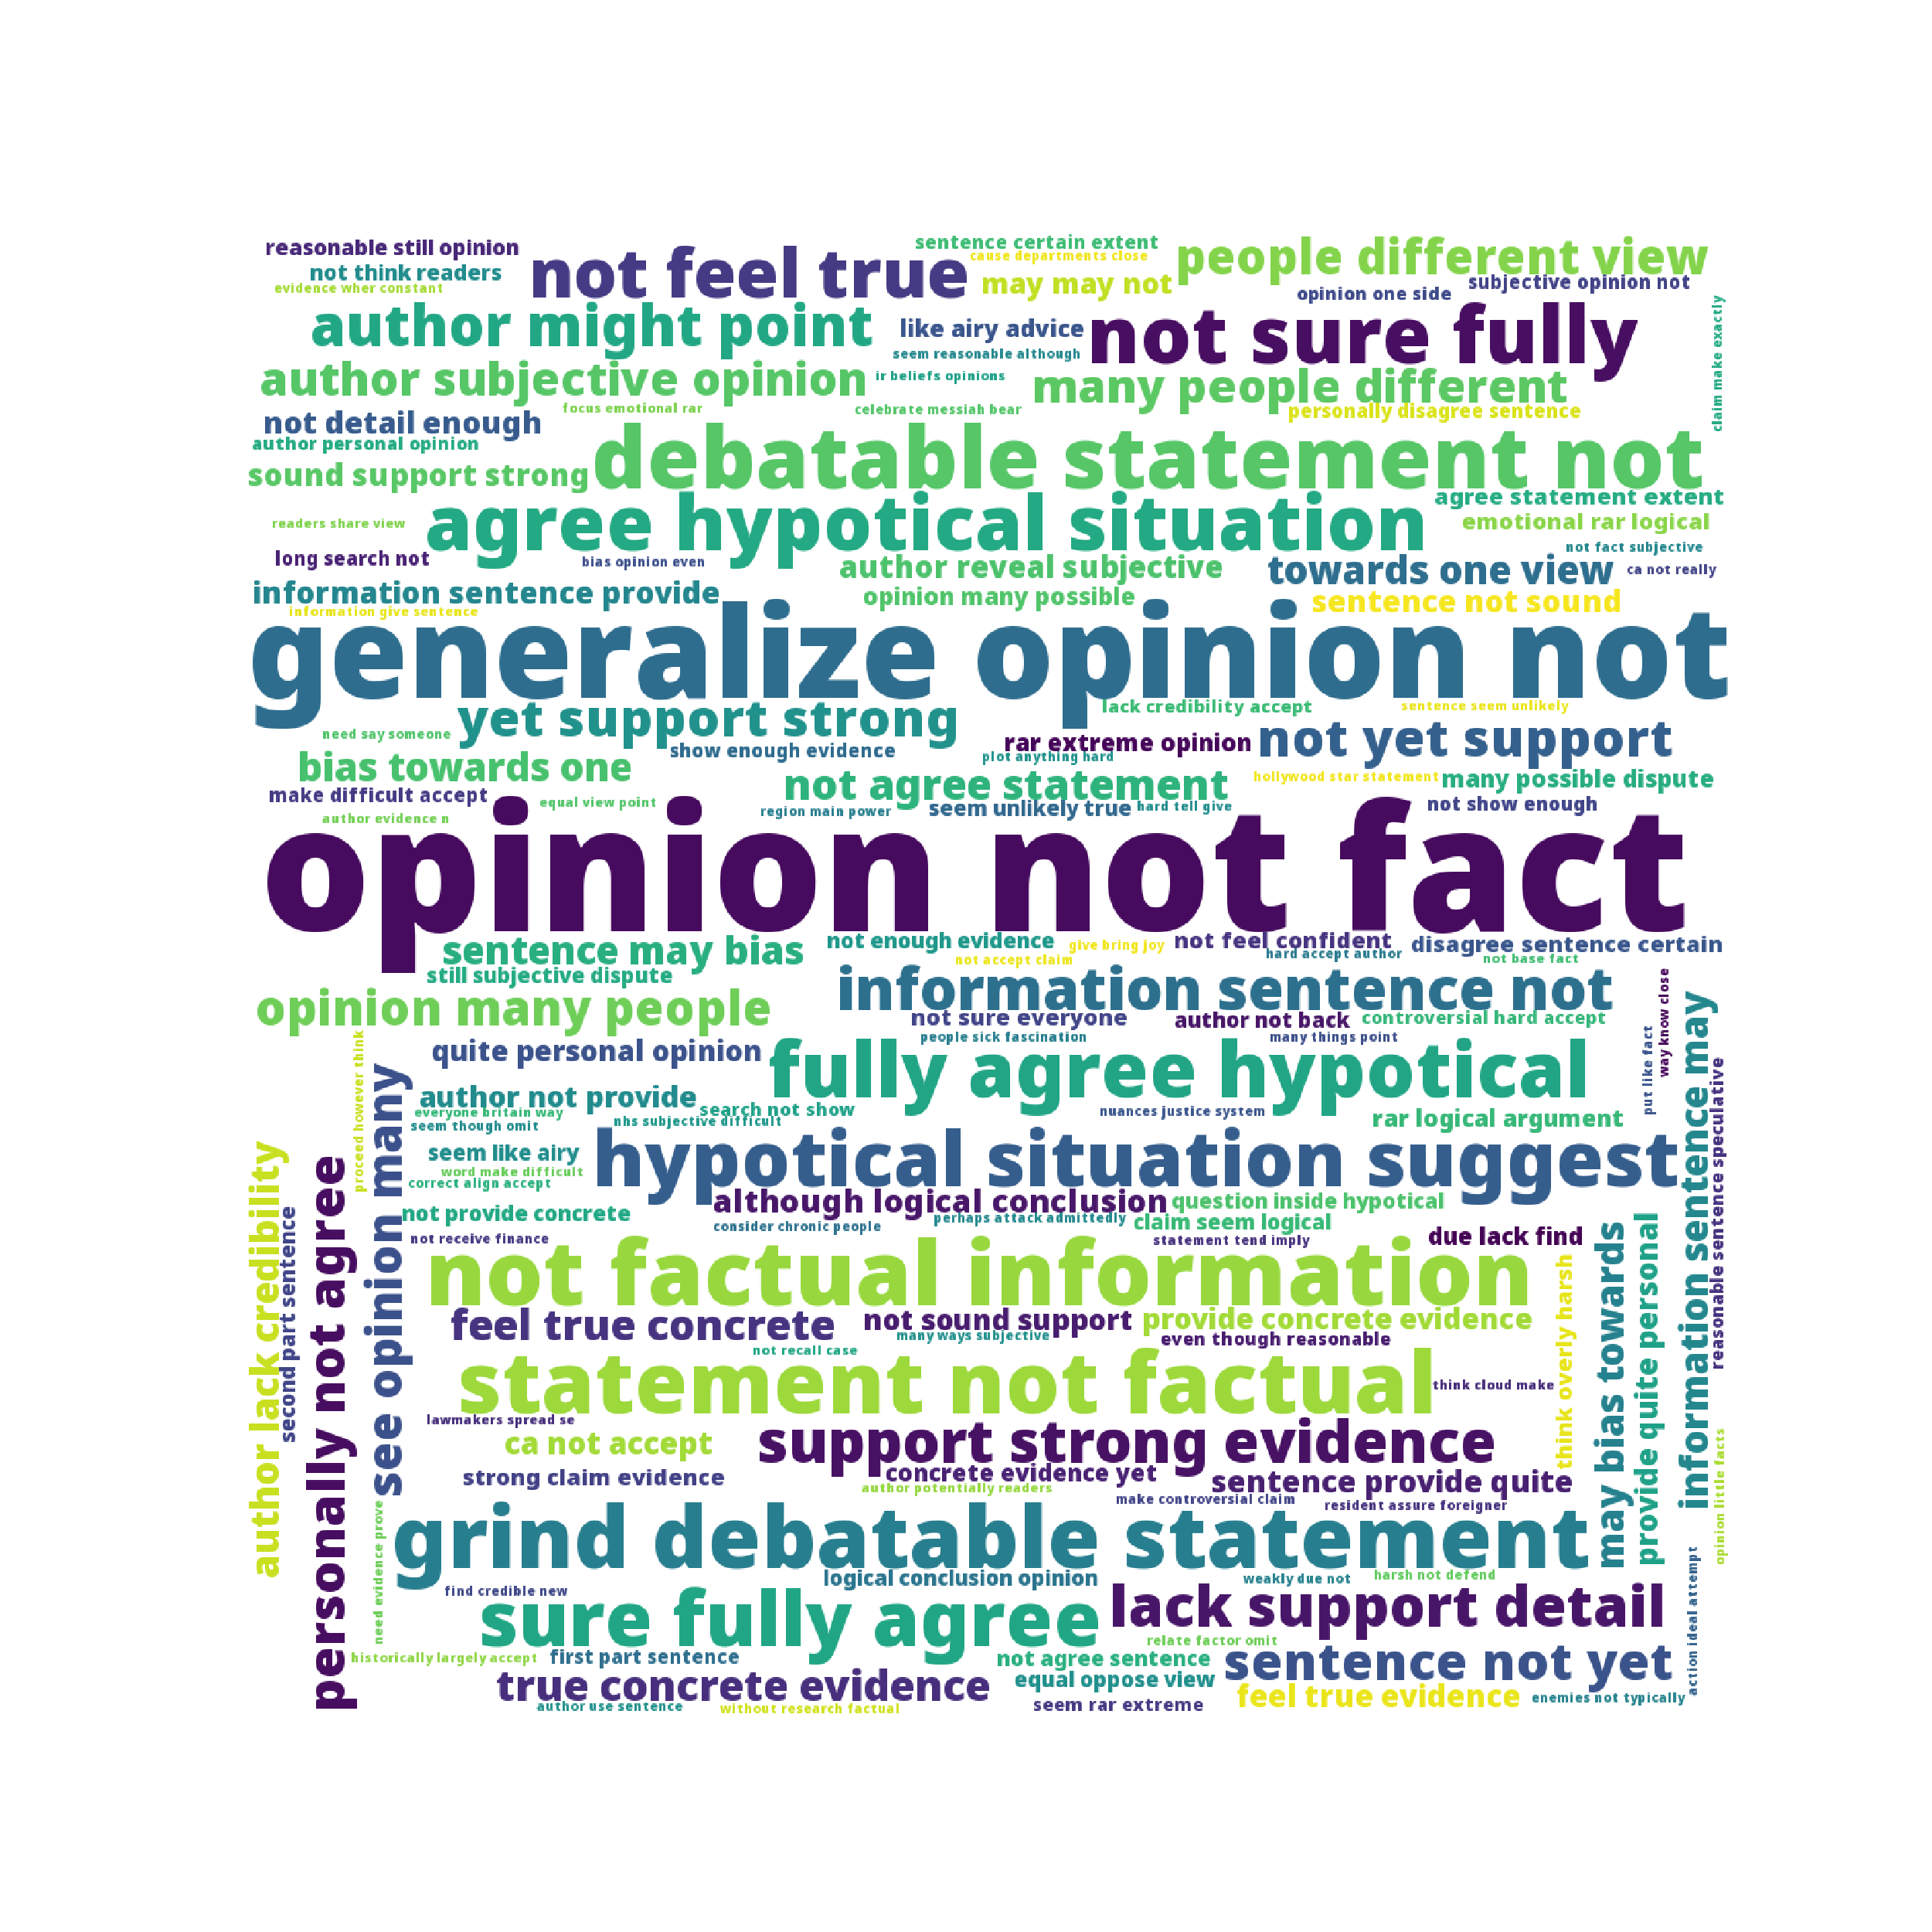 reasonable still opinion
not think readers
evidence wher constant
not feel true
sentence certain extent
cause departments close
may may not
people different view
opinion one side
subjective opinion not
author might point
like airy advice
seem reasonable although
not sure fully
claim make exactly
author subjective opinion
ir beliefs opinions
many people different
focus emotional rar
celebrate messiah bear
personally disagree sentence
not detail enough
author personal opinion
sound support strong
debatable statement not
readers share view
long search not
agree hypotical situation
agree statement extent
emotional rar logical
not fact subjective
bias opinion even
author reveal subjective
towards one view
ca not really
information sentence provide
information give sentence
opinion many possible
sentence not sound
generalize opinion not
need say someone
yet support strong
lack credibility accept
sentence seem unlikely
show enough evidence
rar extreme opinion
plot anything hard
not yet support
bias towards one
make difficult accept
equal view point
author evidence n
not agree statement
hollywood star statement
many possible dispute
region main power
seem unlikely true
hard tell give
not show enough
opinion not fact
sentence may bias
still subjective dispute
not enough evidence
give bring joy
not accept claim
not feel confident
hard accept author
disagree sentence certain
not base fact
opinion many people
information sentence not
not sure everyone
author not back
controversial hard accept
people sick fascination
many things point
quite personal opinion
fully agree hypotical
put like fact
way know close
information sentence may
reasonable sentence speculative
proceed however think
see opinion many
author not provide
everyone britain way
seem though omit
search not show
nhs subjective difficult
nuances justice system
rar logical argument
author lack credibility
second part sentence
personally not agree
seem like airy
word make difficult
correct align accept
hypotical situation suggest
not provide concrete
although logical conclusion
question inside hypotical
consider chronic people
perhaps attack admittedly
claim seem logical
not receive finance
statement tend imply
due lack find
not factual information
feel true concrete
not sound support
provide concrete evidence
many ways subjective
even though reasonable
not recall case
think overly harsh
may bias towards
provide quite personal
statement not factual
think cloud make
lawmakers spread se
ca not accept
support strong evidence
strong claim evidence
concrete evidence yet
author potentially readers
sentence provide quite
make controversial claim
resident assure foreigner
opinion little facts
need evidence prove
grind debatable statement
logical conclusion opinion
weakly due not
harsh not defend
find credible new
action ideal attempt
sure fully agree
lack support detail
relate factor omit
historically largely accept
first part sentence
not agree sentence
sentence not yet
true concrete evidence
equal oppose view
author use sentence
without research factual
seem rar extreme
feel true evidence
enemies not typically